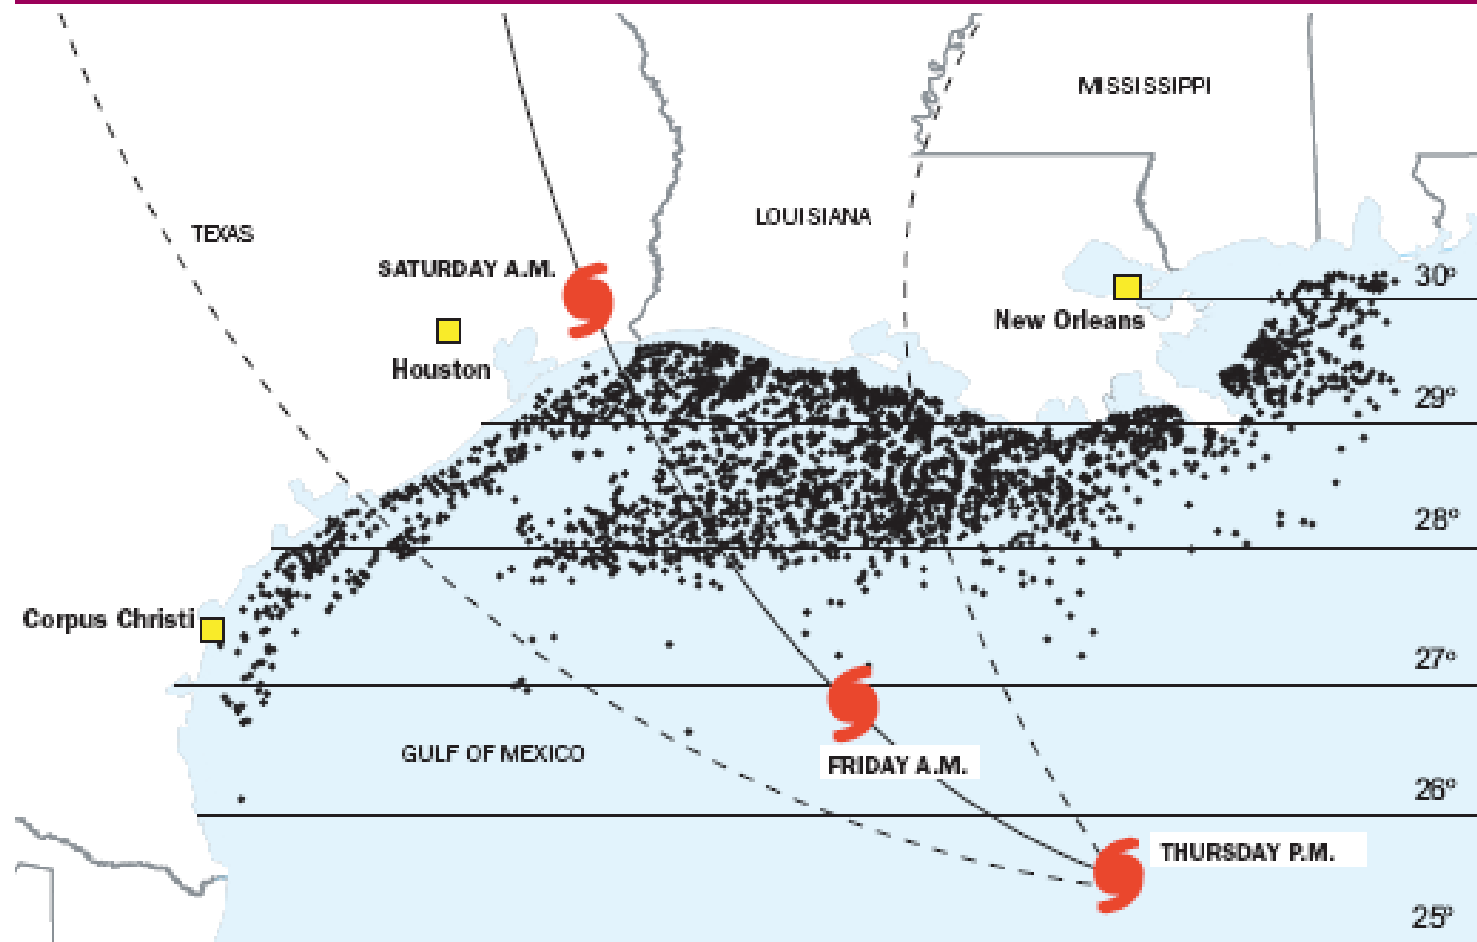 MISSISSIPPI
TEXAS
LOUISIANA
SATURDAY A.M.
30°
New Orleans
Houston
29°
28°
Corpus Christi
27°
GULF OF MEXICO
FRIDAY A.M.
26°
THURSDAY P.M.
25°